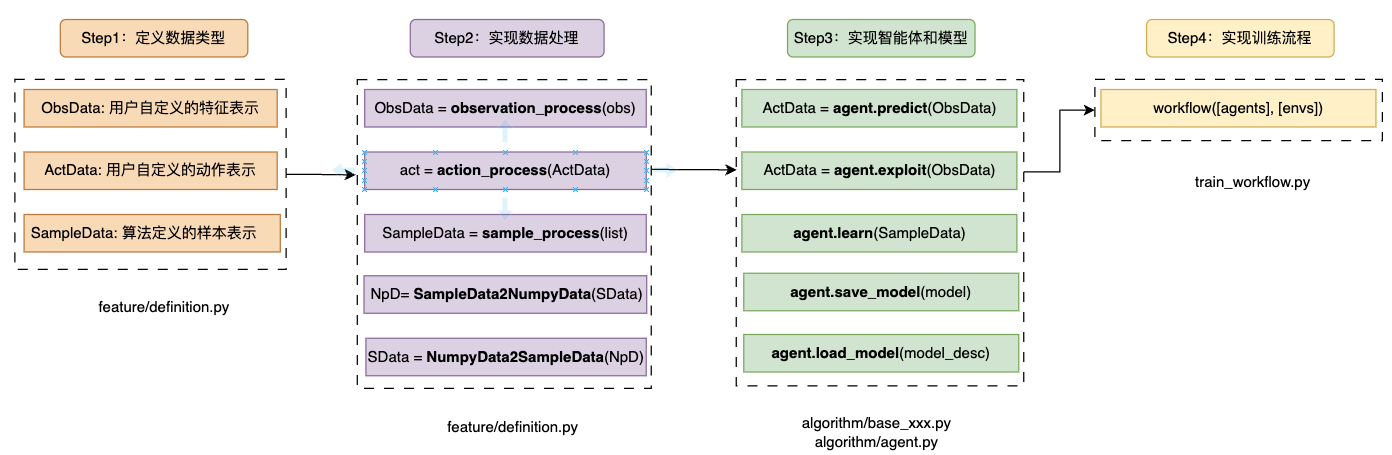 Step1：定义数据类型
ObsData: 用户自定义的特征表示
ActData: 用户自定义的动作表示
SampleData: 算法定义的样本表示
feature/definition.py
Step2：实现数据处理
ObsData = observation_process(obs)
act = action_process(ActData)
SampleData = sample_process(list)
NpD= SampleData2NumpyData(SData)
SData = NumpyData2SampleData(NpD)
feature/definition.py
Step3：实现智能体和模型
ActData = agent.predict(ObsData)
ActData = agent.exploit(ObsData)
agent.learn(SampleData)
agent.save_model(model)
agent.load_model(model_desc)
algorithm/base_xxx.py
algorithm/agent.py
Step4：实现训练流程
workflow([agents], [envs])
train_workflow.py